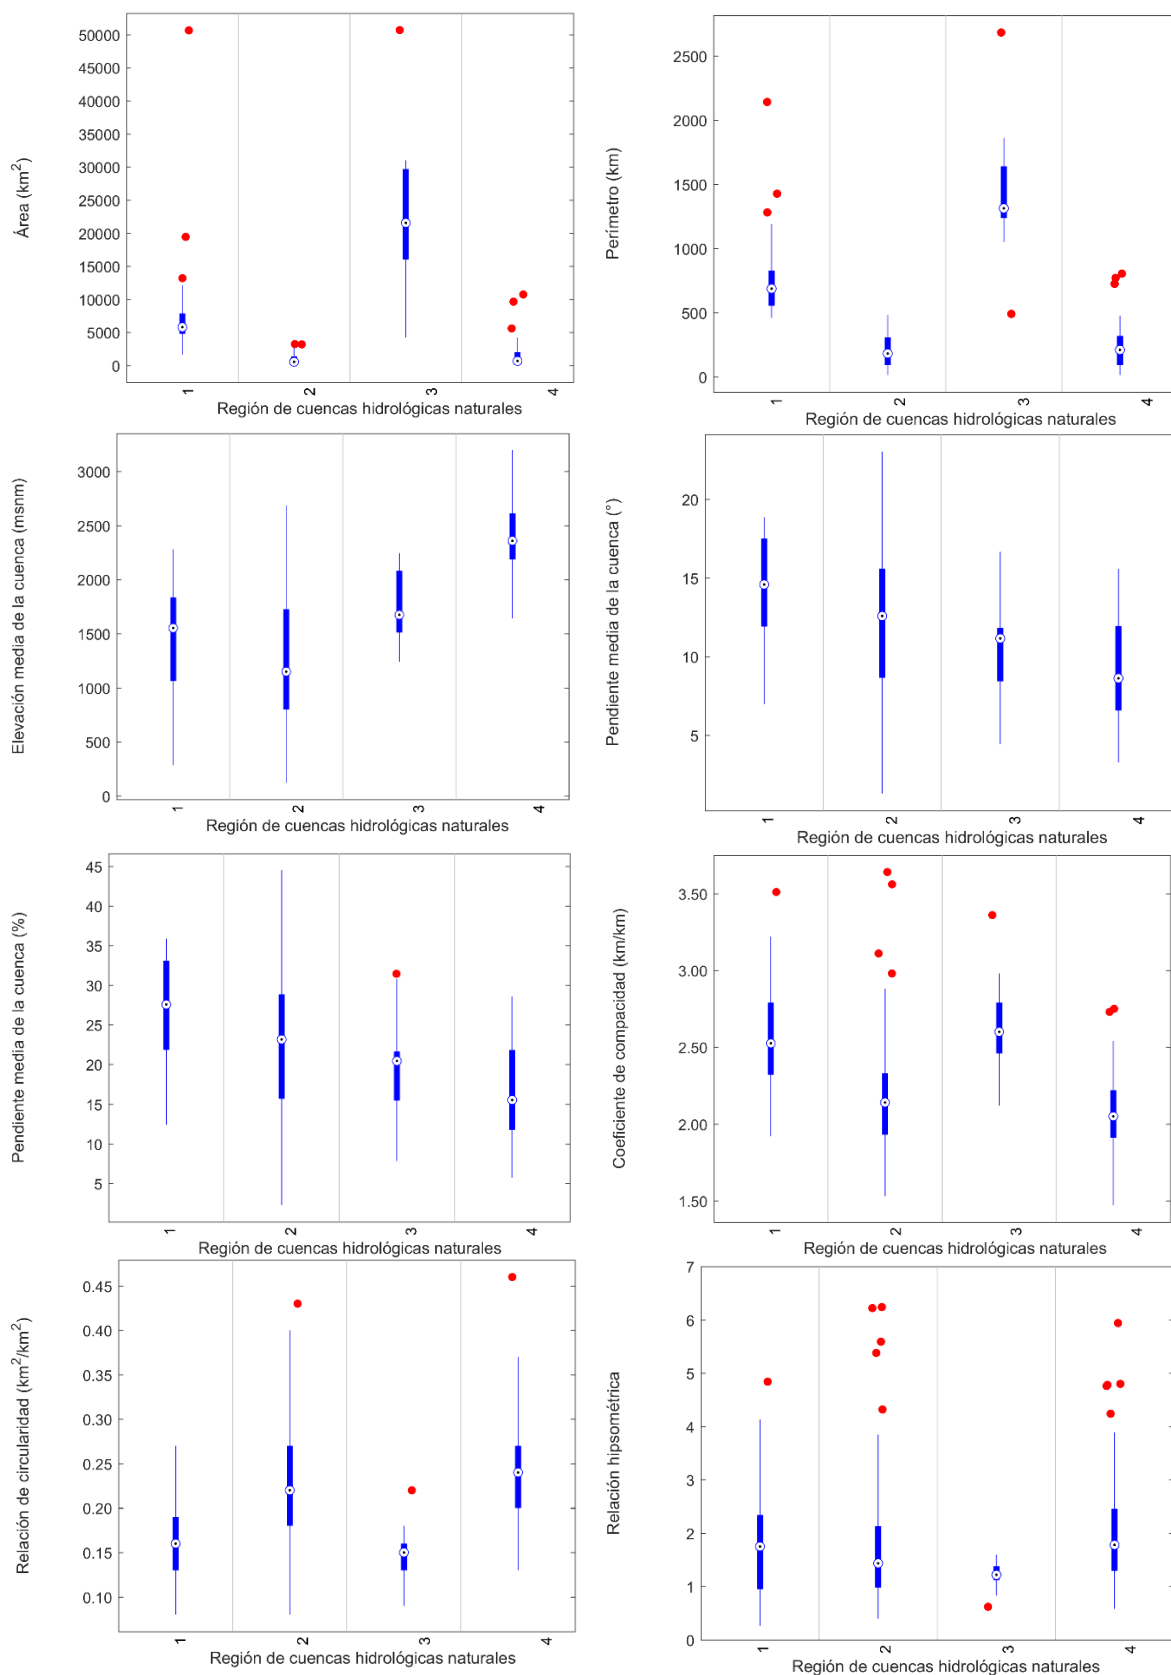 50000
45000
40000
35000
30000
25000
20000
15000
10000
5000
0
Área (km²)
1 2 3 4
Región de cuencas hidrológicas naturales
2500
2000
1500
1000
500
0
Perímetro (km)
1 2 3 4
Región de cuencas hidrológicas naturales
3000
2500
2000
1500
1000
500
0
Elevación media de la cuenca (msnm)
1 2 3 4
Región de cuencas hidrológicas naturales
20
15
10
5
Pendiente media de la cuenca (°)
1 2 3 4
Región de cuencas hidrológicas naturales
45
40
35
30
25
20
15
10
5
Pendiente media de la cuenca (%)
1 2 3 4
Región de cuencas hidrológicas naturales
3.50
3.00
2.50
2.00
1.50
Coeficiente de compacidad (km/km)
1 2 3 4
Región de cuencas hidrológicas naturales
0.45
0.40
0.35
0.30
0.25
0.20
0.15
0.10
Relación de circularidad (km²/km²)
1 2 3 4
Región de cuencas hidrológicas naturales
7
6
5
4
3
2
1
0
Relación hipsométrica
1 2 3 4
Región de cuencas hidrológicas naturales